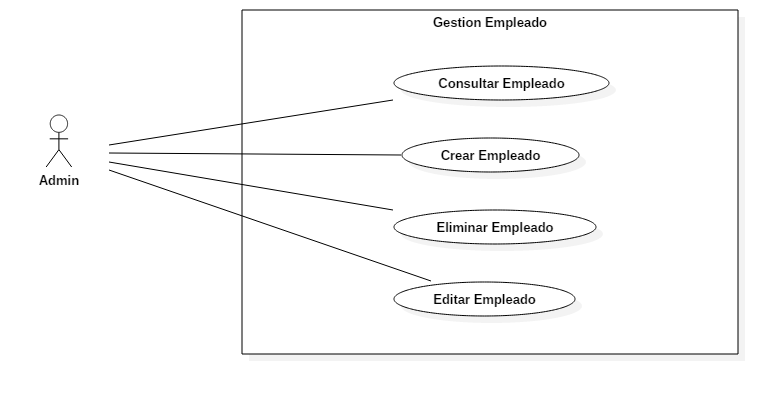 Gestion Empleado
Consultar Empleado
Crear Empleado
Admin
Eliminar Empleado
Editar Empleado